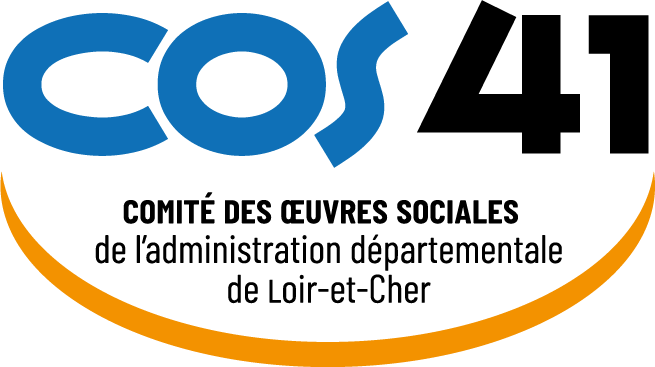 COS 41
COMITÉ DES ŒUVRES SOCIALES
de l'administration départementale
de Loir-et-Cher